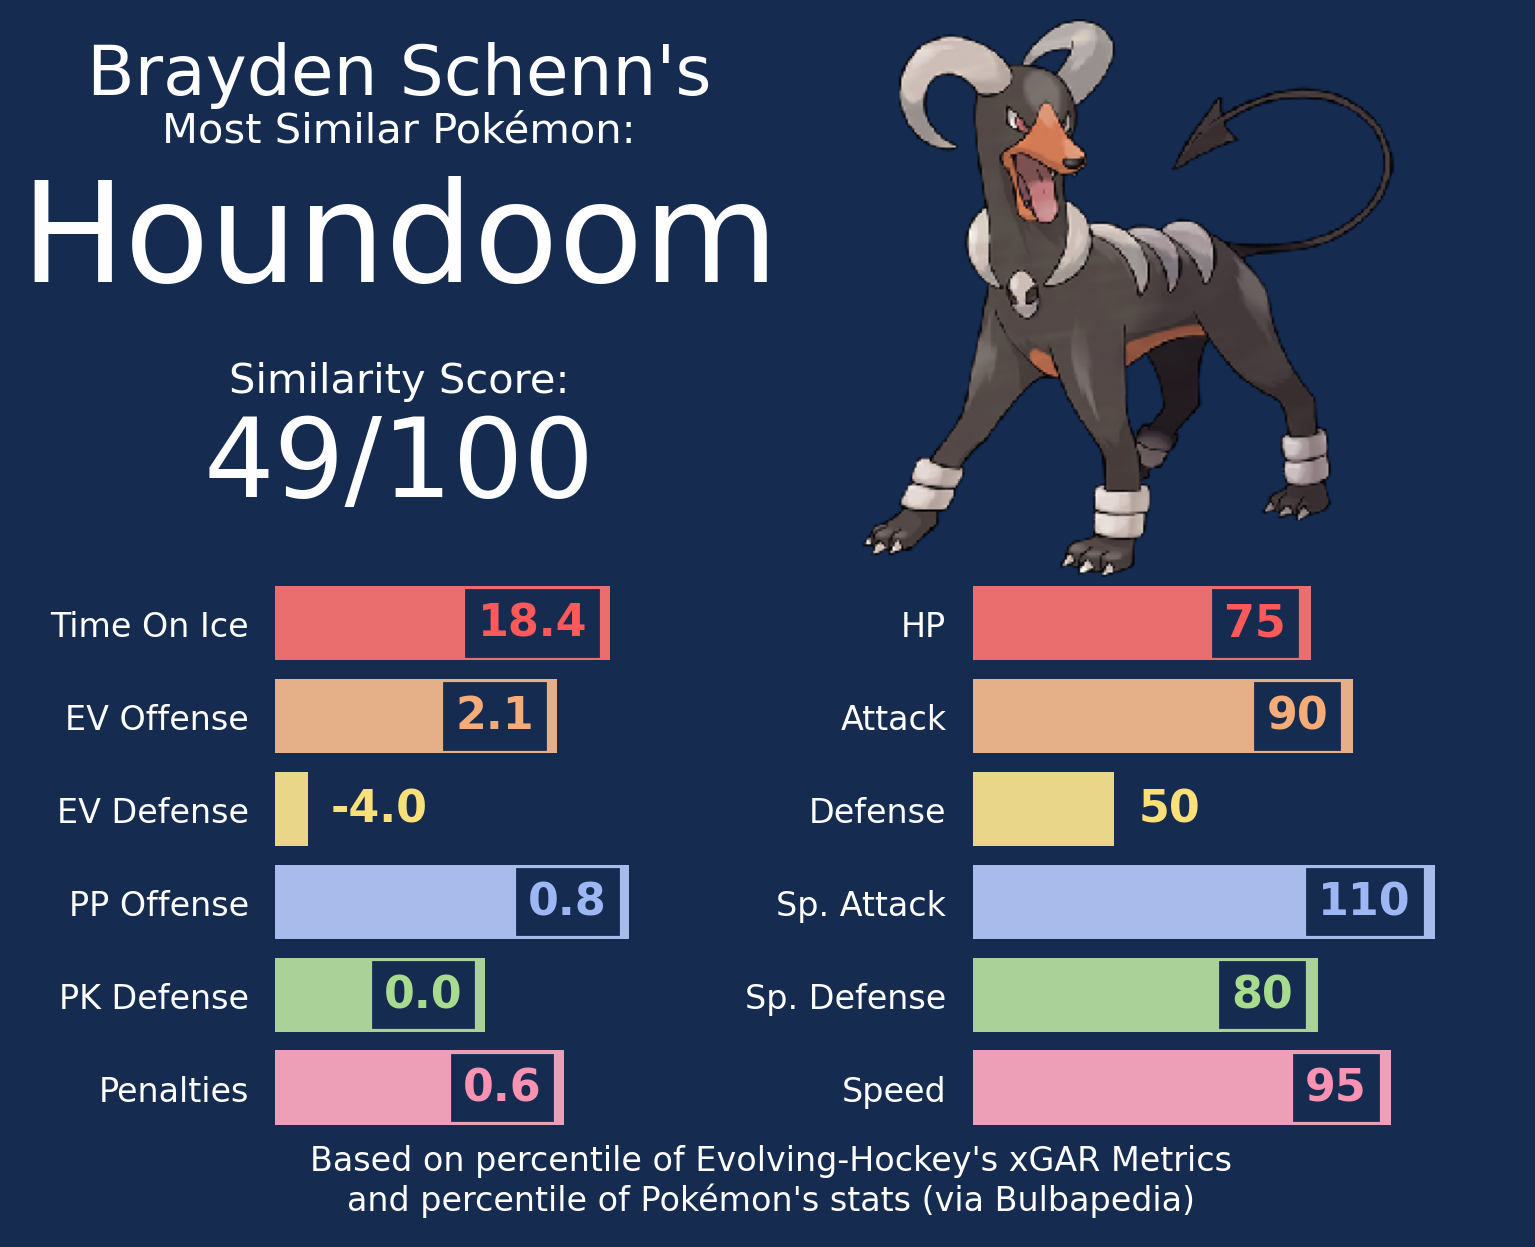 Brayden Schenn's
Most Similar Pokémon:
Houndoom
Similarity Score:
49/100
Time On Ice 18.4
EV Offense 2.1
EV Defense -4.0
PP Offense 0.8
PK Defense 0.0
Penalties 0.6
HP 75
Attack 90
Defense 50
Sp. Attack 110
Sp. Defense 80
Speed 95
Based on percentile of Evolving-Hockey's xGAR Metrics
and percentile of Pokémon's stats (via Bulbapedia)